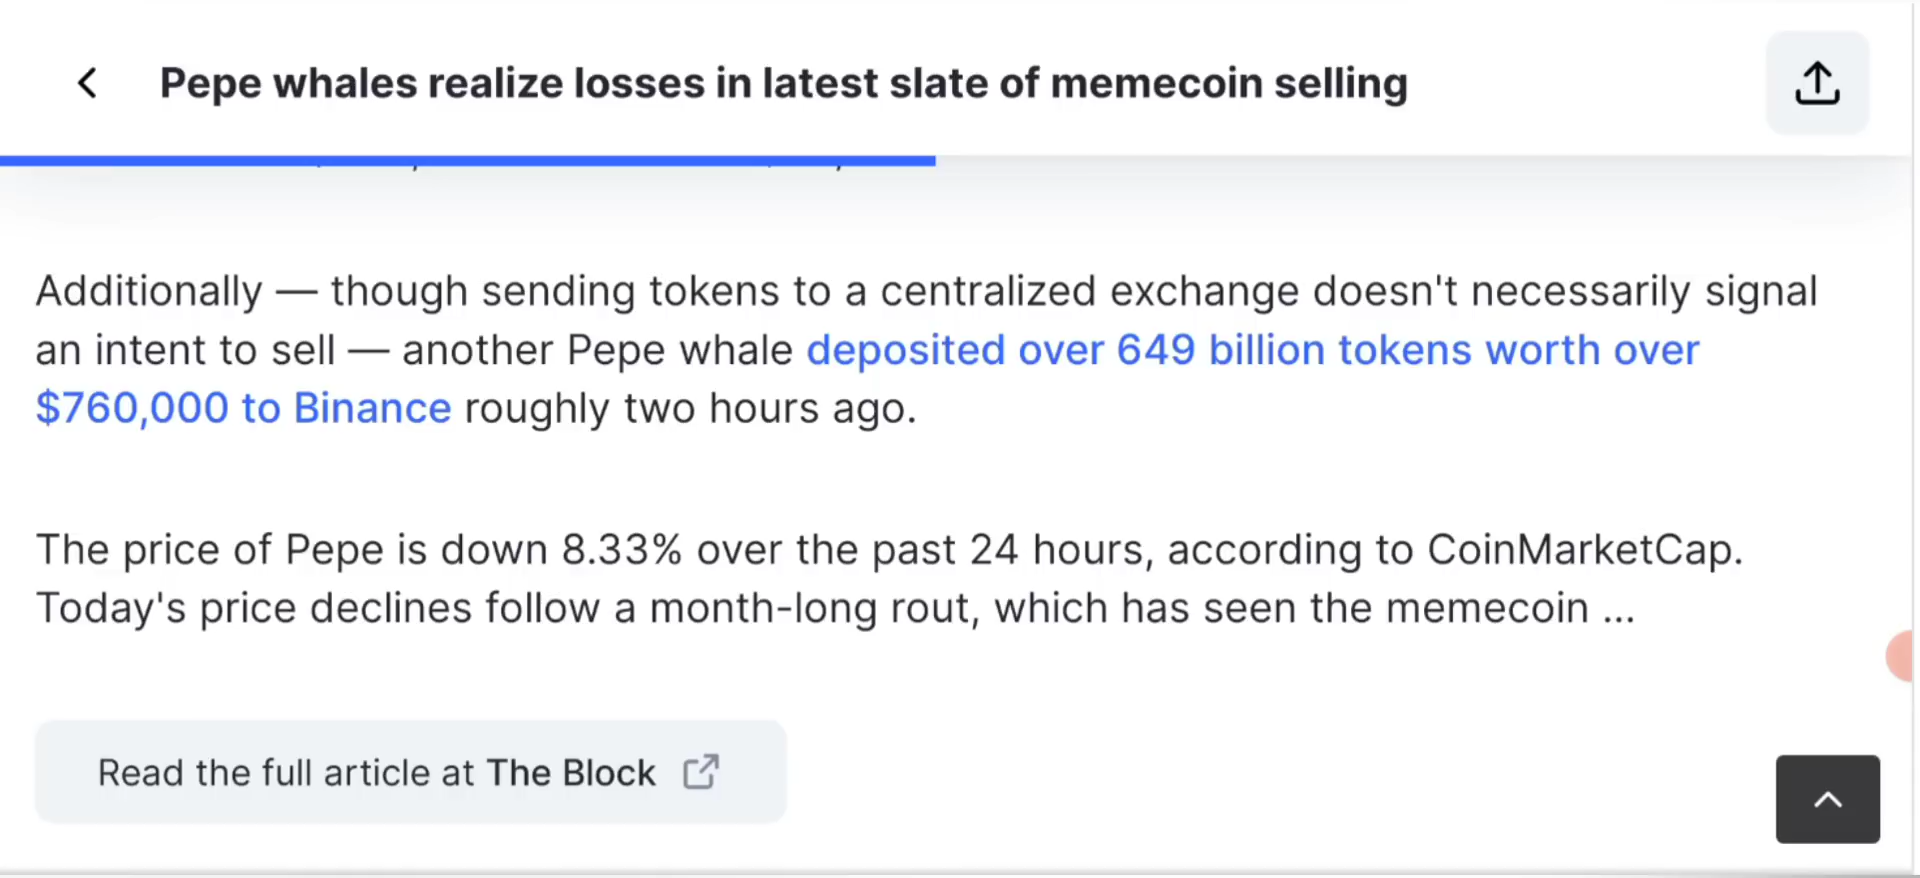 Pepe whales realize losses in latest slate of memecoin selling
Additionally — though sending tokens to a centralized exchange doesn't necessarily signal
an intent to sell — another Pepe whale deposited over 649 billion tokens worth over
$760,000 to Binance roughly two hours ago.
The price of Pepe is down 8.33% over the past 24 hours, according to CoinMarketCap.
Today's price declines follow a month-long rout, which has seen the memecoin ...
Read the full article at The Block